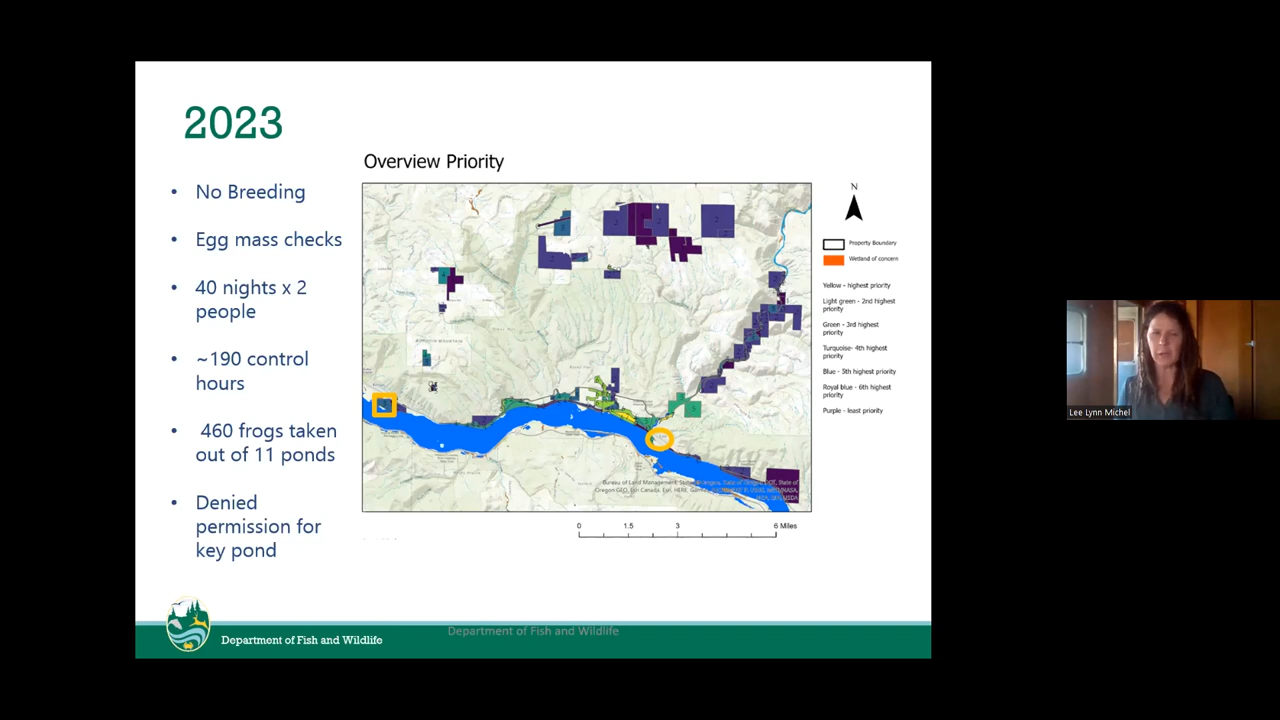 2023
• No Breeding
• Egg mass checks
• 40 nights x 2
people
• ~190 control
hours
• 460 frogs taken
out of 11 ponds
• Denied
permission for
key pond
Overview Priority
N
Property Boundary
Wetland of concern
Yellow - highest priority
Light green - 2nd highest
priority
Green - 3rd highest
priority
Turquoise- 4th highest
priority
Blue - 5th highest priority
Royal blue - 6th highest
priority
Purple - least priority
0 1.5 3 6 Miles
Department of Fish and Wildlife
Department of Fish and Wildlife
Lee Lynn Michel